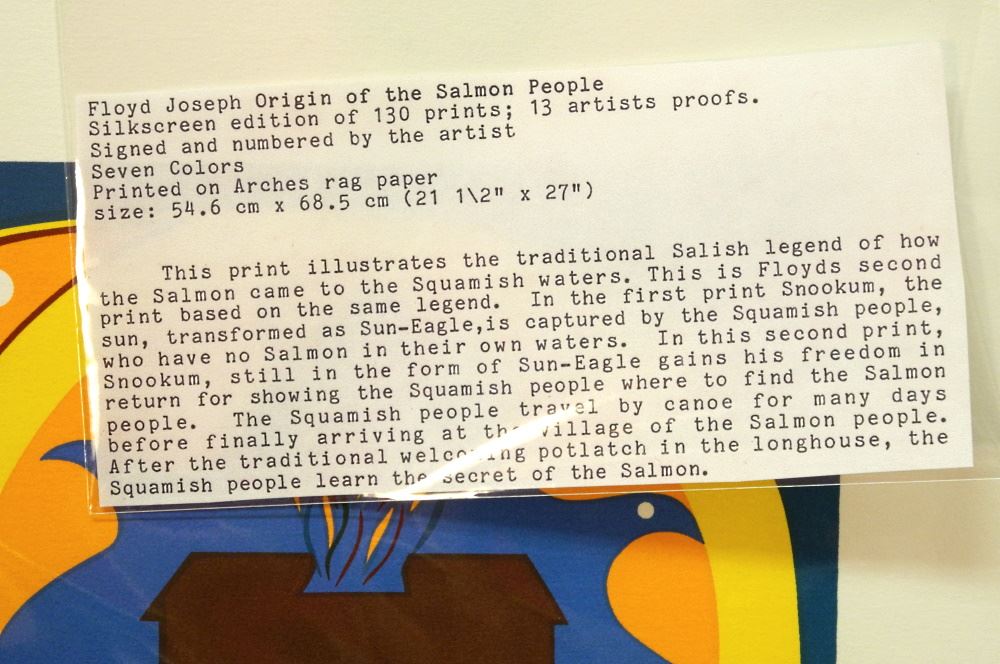 Floyd Joseph Origin of the Salmon People
Silkscreen edition of 130 prints; 13 artists proofs.
Signed and numbered by the artist
Seven Colors
Printed on Arches rag paper
size: 54.6 cm x 68.5 cm (21 1\2" x 27")
This print illustrates the traditional Salish legend of how
the Salmon came to the Squamish waters. This is Floyds second
print based on the same legend. In the first print Snookum, the
sun, transformed as Sun-Eagle,is captured by the Squamish people,
who have no Salmon in their own waters. In this second print,
Snookum, still in the form of Sun-Eagle gains his freedom in
return for showing the Squamish people where to find the Salmon
people. The Squamish people travel by canoe for many days
before finally arriving at the village of the Salmon people.
After the traditional welcoming potlatch in the longhouse, the
Squamish people learn the secret of the Salmon.